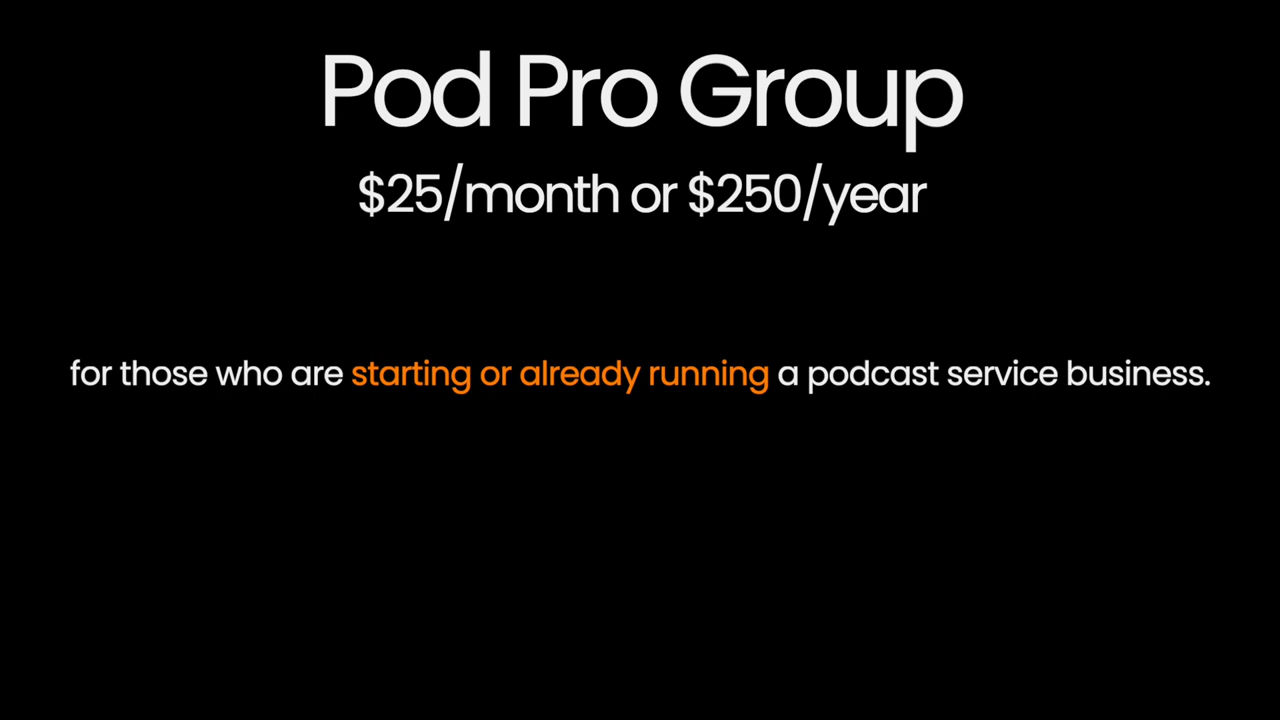 Pod Pro Group
$25/month or $250/year
for those who are starting or already running a podcast service business.